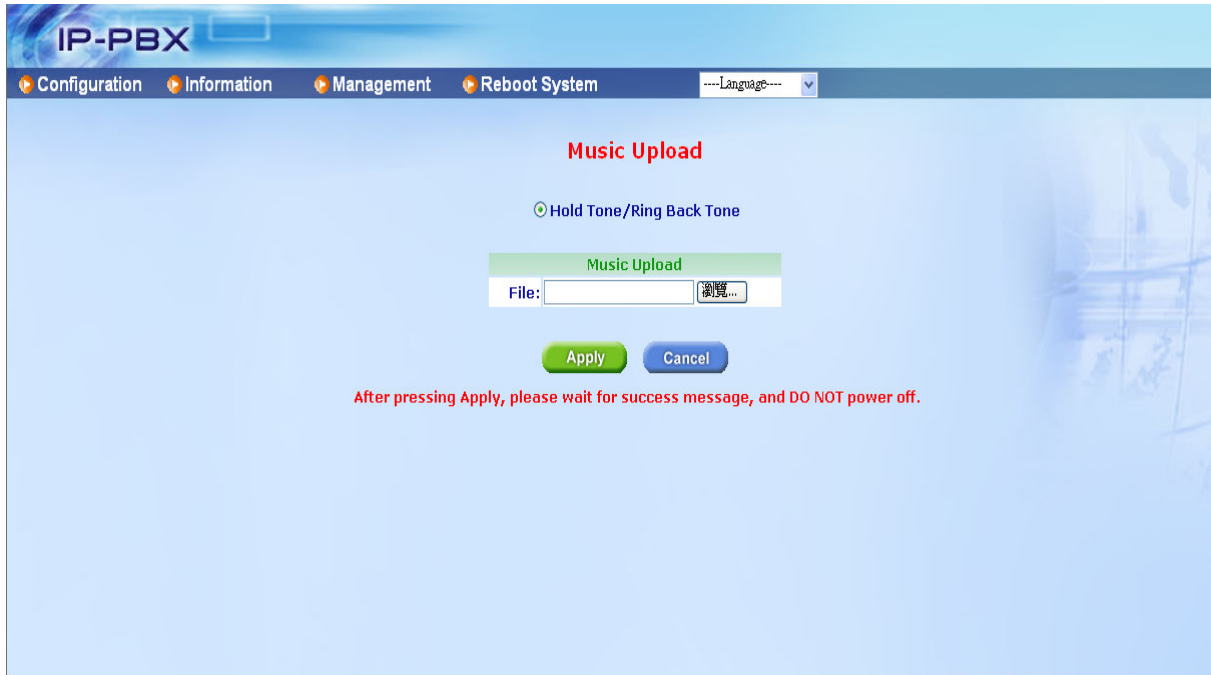 IP-PBX
Configuration Information Management Reboot System ----Language----
Music Upload
Hold Tone/Ring Back Tone
Music Upload
File: 瀏覽...
Apply Cancel
After pressing Apply, please wait for success message, and DO NOT power off.